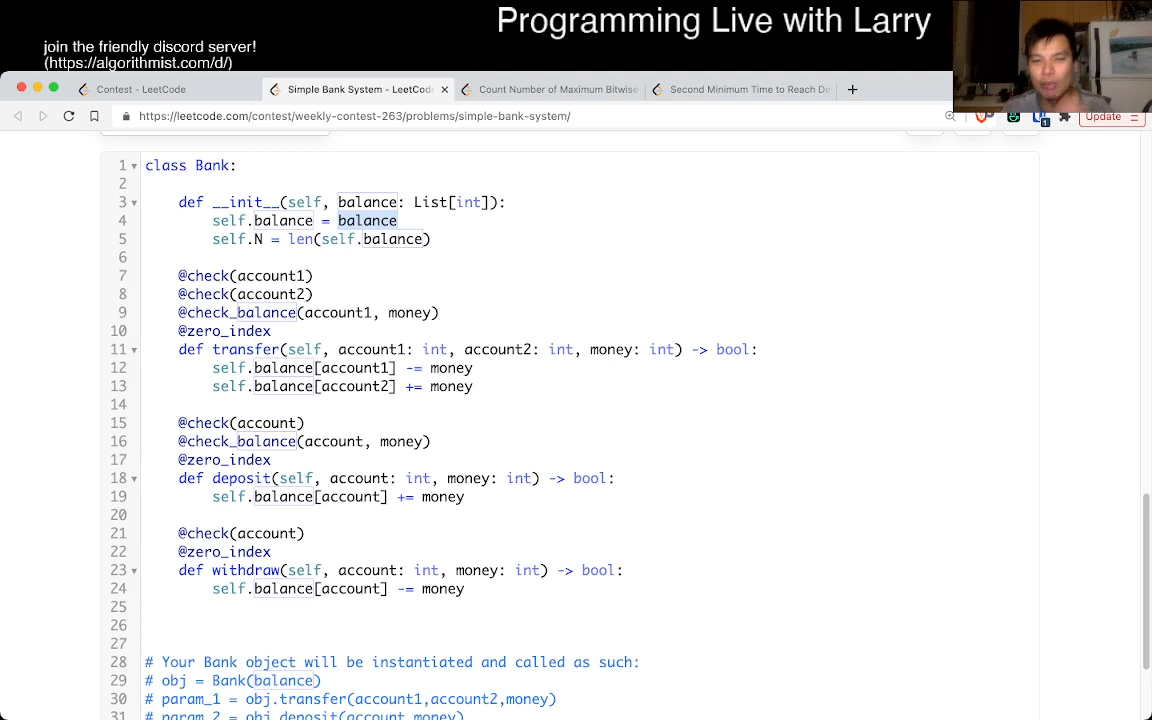 Programming Live with Larry
join the friendly discord server!
(https://algorithmist.com/d/)
Contest - LeetCode
Simple Bank System - LeetCode
Count Number of Maximum Bitwise
Second Minimum Time to Reach De
https://leetcode.com/contest/weekly-contest-263/problems/simple-bank-system/
1
Update
1 class Bank:
2
3 def __init__(self, balance: List[int]):
4 self.balance = balance
5 self.N = len(self.balance)
6
7 @check(account1)
8 @check(account2)
9 @check_balance(account1, money)
10 @zero_index
11 def transfer(self, account1: int, account2: int, money: int) -> bool:
12 self.balance[account1] -= money
13 self.balance[account2] += money
14
15 @check(account)
16 @check_balance(account, money)
17 @zero_index
18 def deposit(self, account: int, money: int) -> bool:
19 self.balance[account] += money
20
21 @check(account)
22 @zero_index
23 def withdraw(self, account: int, money: int) -> bool:
24 self.balance[account] -= money
25
26
27
28 # Your Bank object will be instantiated and called as such:
29 # obj = Bank(balance)
30 # param_1 = obj.transfer(account1,account2,money)
31 # param_2 = obj.deposit(account,money)